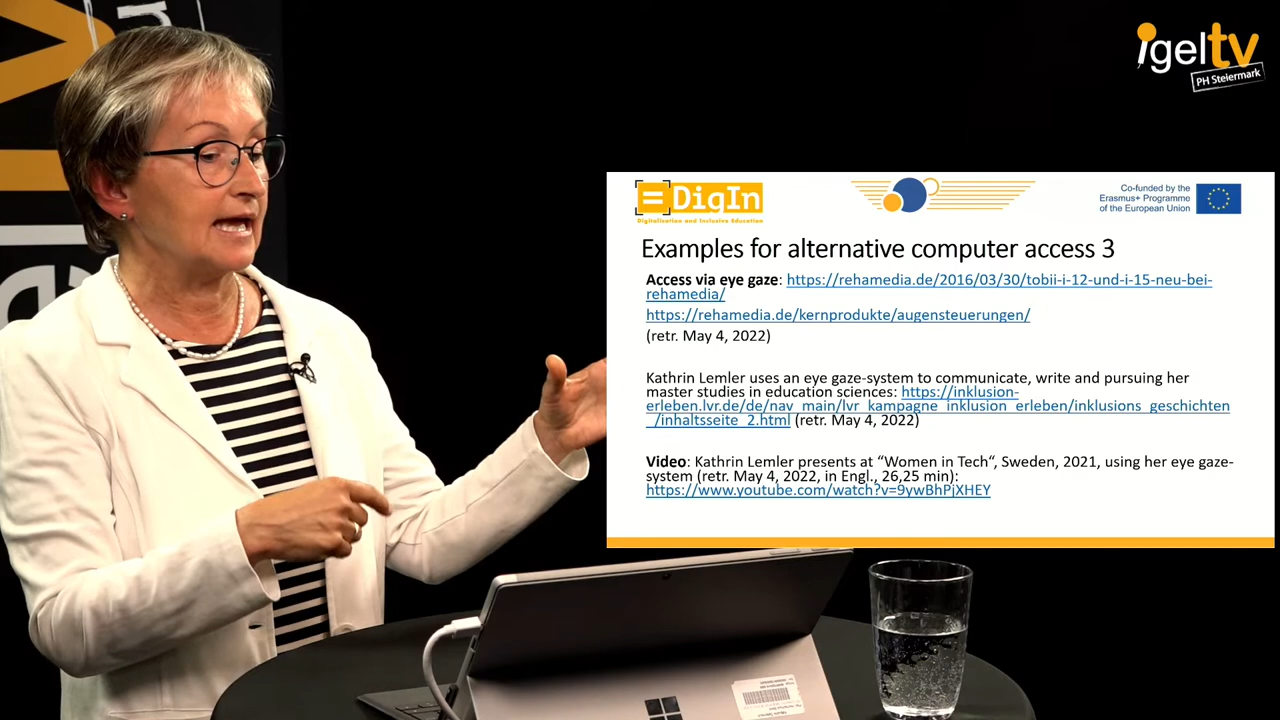 igeltv
PH Steiermark
=DigIn
Digitalisation and Inclusive Education
Co-funded by the
Erasmus+ Programme
of the European Union
Examples for alternative computer access 3
Access via eye gaze: https://rehamedia.de/2016/03/30/tobii-i-12-und-i-15-neu-bei-
rehamedia/
https://rehamedia.de/kernprodukte/augensteuerungen/
(retr. May 4, 2022)
Kathrin Lemler uses an eye gaze-system to communicate, write and pursuing her
master studies in education sciences: https://inklusion-
erleben.lvr.de/de/nav_main/lvr_kampagne_inklusion_erleben/inklusions_geschichten
_/inhaltsseite_2.html (retr. May 4, 2022)
Video: Kathrin Lemler presents at “Women in Tech“, Sweden, 2021, using her eye gaze-
system (retr. May 4, 2022, in Engl., 26,25 min):
https://www.youtube.com/watch?v=9ywBhPjXHEY